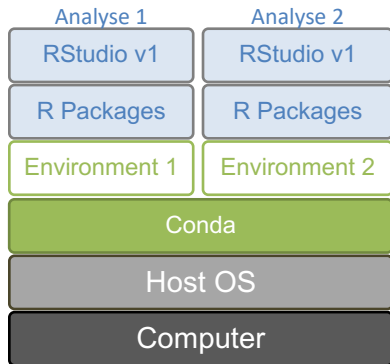 Analyse 1 Analyse 2
RStudio v1 RStudio v1
R Packages R Packages
Environment 1 Environment 2
Conda
Host OS
Computer